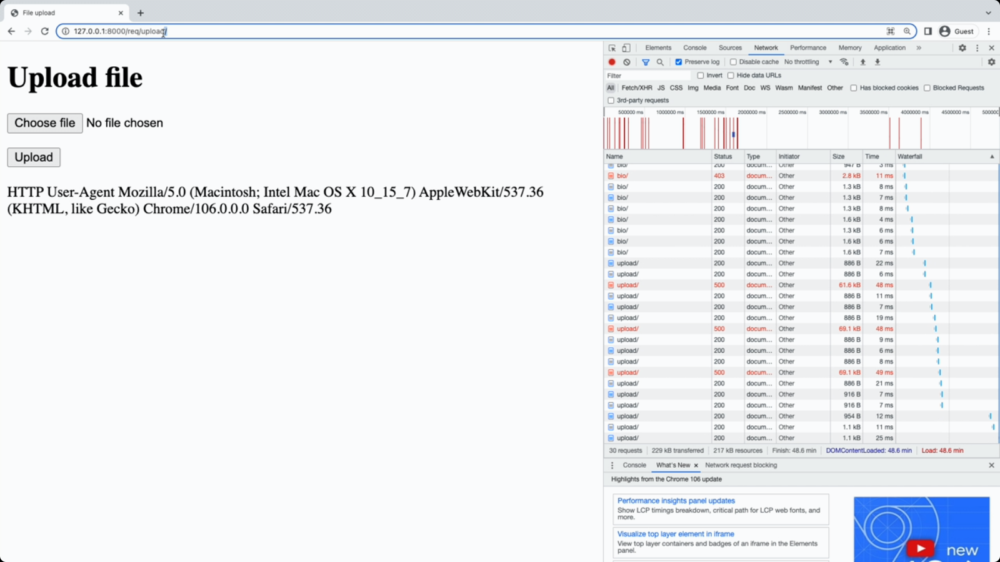 File upload
127.0.0.1:8000/req/upload/
Guest
Upload file
Choose file No file chosen
Upload
HTTP User-Agent Mozilla/5.0 (Macintosh; Intel Mac OS X 10_15_7) AppleWebKit/537.36
(KHTML, like Gecko) Chrome/106.0.0.0 Safari/537.36
Elements Console Sources Network Performance Memory Application
Preserve log Disable cache No throttling
Filter Invert Hide data URLs
All Fetch/XHR JS CSS Img Media Font Doc WS Wasm Manifest Other Has blocked cookies Blocked Requests
3rd-party requests
500000 ms 1000000 ms 1500000 ms 2000000 ms 2500000 ms 3000000 ms 3500000 ms 4000000 ms 4500000 ms 500000
Name Status Type Initiator Size Time Waterfall
bio/ 200 docum... Other 947 B 3 ms
bio/ 403 docum... Other 2.8 kB 11 ms
bio/ 200 docum... Other 1.3 kB 8 ms
bio/ 200 docum... Other 1.3 kB 7 ms
bio/ 200 docum... Other 1.3 kB 8 ms
bio/ 200 docum... Other 1.6 kB 4 ms
bio/ 200 docum... Other 1.3 kB 6 ms
bio/ 200 docum... Other 1.6 kB 6 ms
bio/ 200 docum... Other 1.6 kB 7 ms
upload/ 200 docum... Other 886 B 22 ms
upload/ 200 docum... Other 886 B 6 ms
upload/ 500 docum... Other 61.6 kB 48 ms
upload/ 200 docum... Other 886 B 11 ms
upload/ 200 docum... Other 886 B 7 ms
upload/ 200 docum... Other 886 B 19 ms
upload/ 500 docum... Other 69.1 kB 48 ms
upload/ 200 docum... Other 886 B 9 ms
upload/ 200 docum... Other 886 B 6 ms
upload/ 200 docum... Other 886 B 8 ms
upload/ 500 docum... Other 69.1 kB 49 ms
upload/ 200 docum... Other 886 B 21 ms
upload/ 200 docum... Other 916 B 7 ms
upload/ 200 docum... Other 916 B 7 ms
upload/ 200 docum... Other 954 B 12 ms
upload/ 200 docum... Other 1.1 kB 11 ms
upload/ 200 docum... Other 1.1 kB 25 ms
30 requests 229 kB transferred 217 kB resources Finish: 48.6 min DOMContentLoaded: 48.6 min Load: 48.6 min
Console What's New Network request blocking
Highlights from the Chrome 106 update
Performance insights panel updates
Show LCP timings breakdown, critical path for LCP web fonts, and
more.
Visualize top layer element in iframe
View top layer containers and badges of an iframe in the Elements
panel.
new